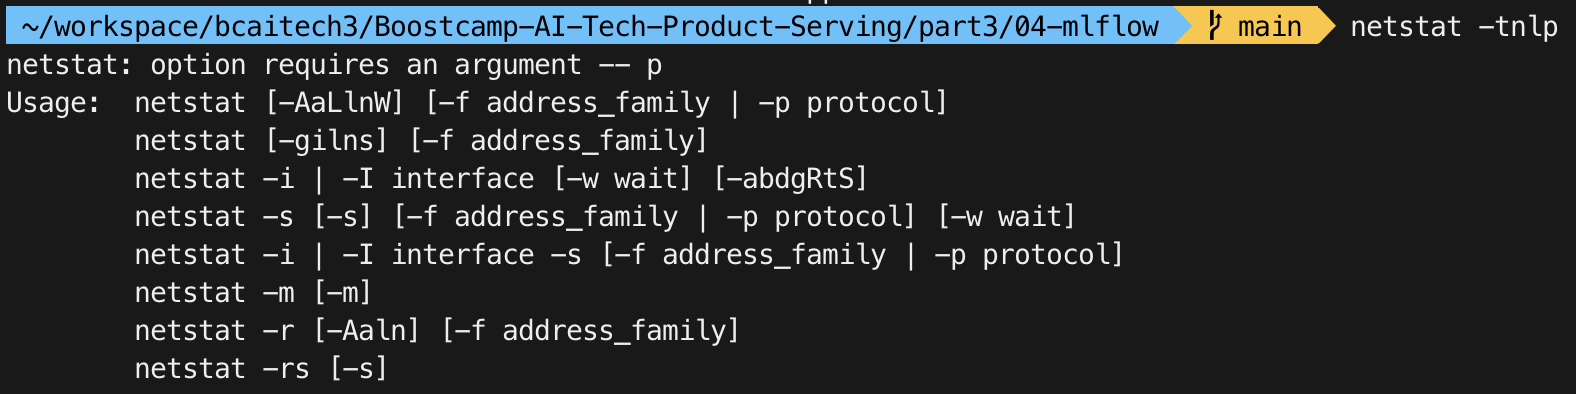 ~/workspace/bcaitech3/Boostcamp-AI-Tech-Product-Serving/part3/04-mlflow main netstat -tnlp
netstat: option requires an argument -- p
Usage:  netstat [-AaLlnW] [-f address_family | -p protocol]
        netstat [-gilns] [-f address_family]
        netstat -i | -I interface [-w wait] [-abdgRtS]
        netstat -s [-s] [-f address_family | -p protocol] [-w wait]
        netstat -i | -I interface -s [-f address_family | -p protocol]
        netstat -m [-m]
        netstat -r [-Aaln] [-f address_family]
        netstat -rs [-s]